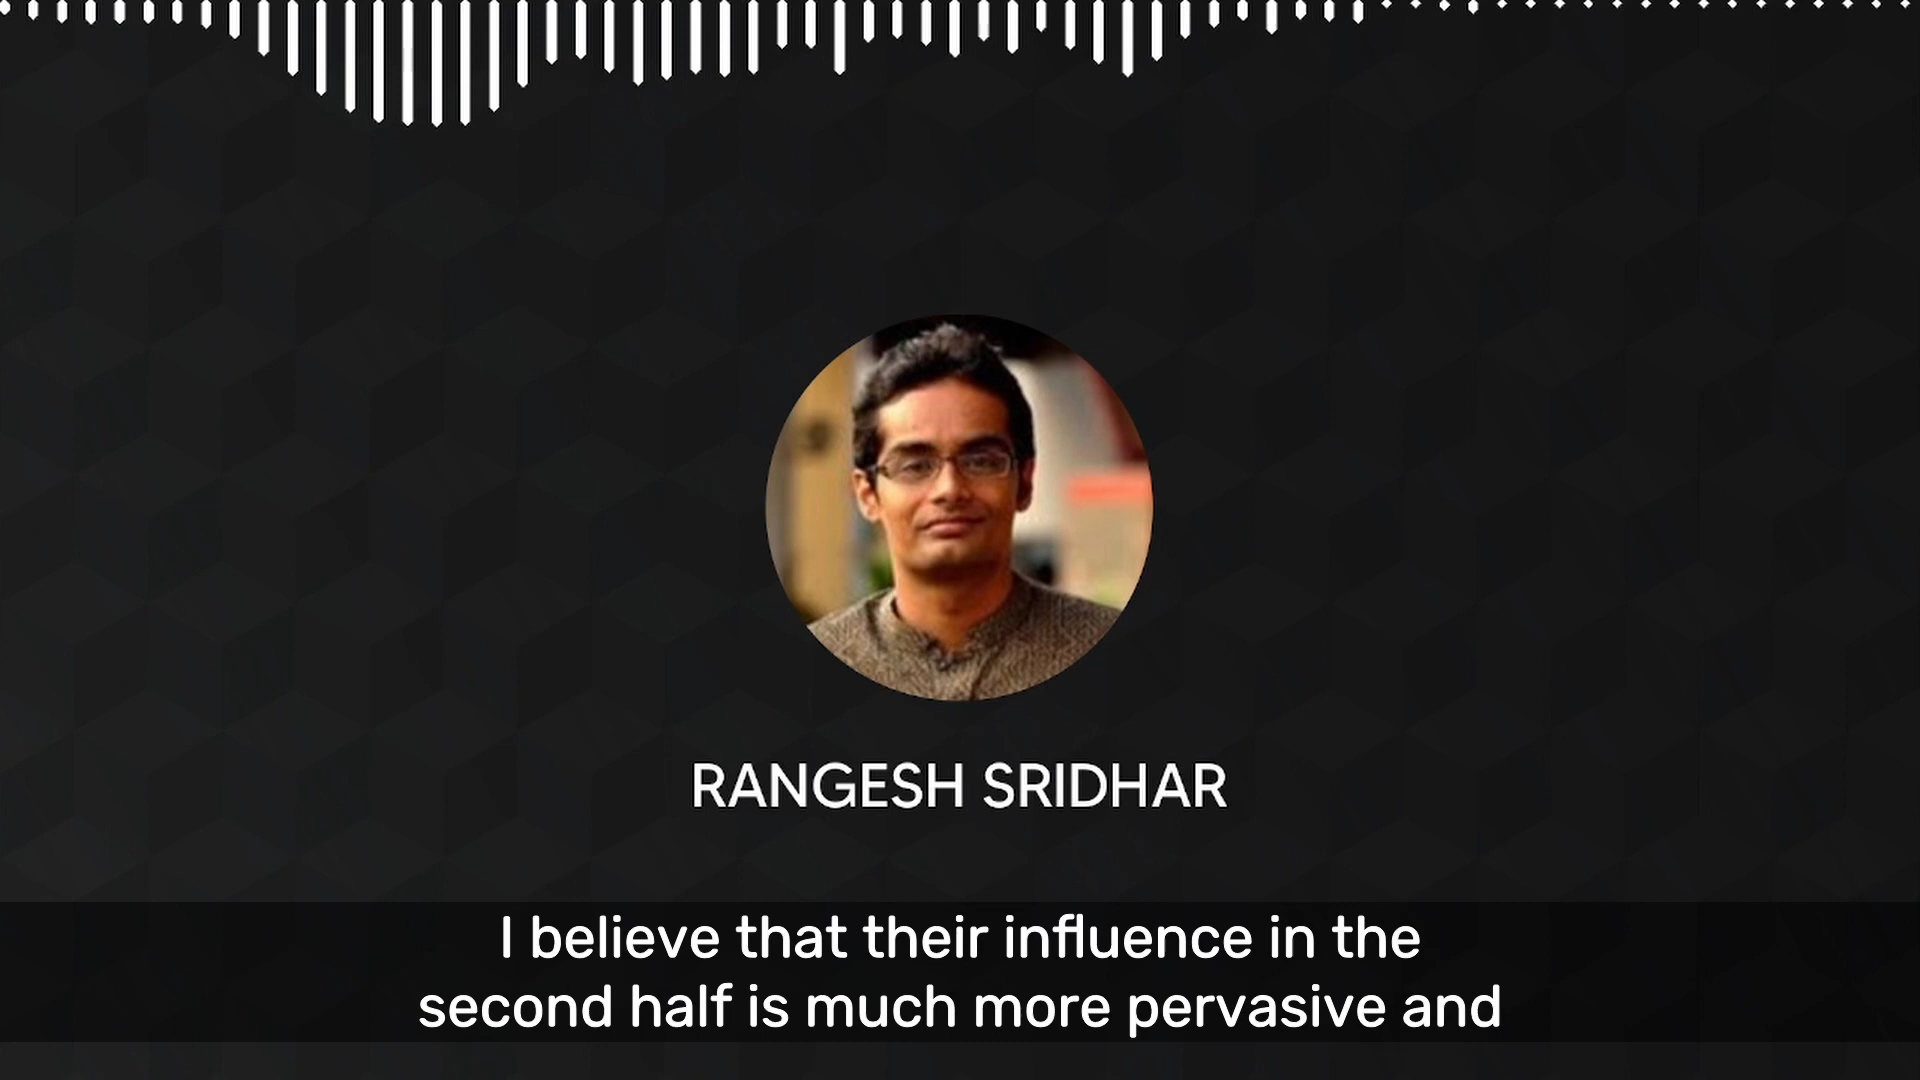 RANGESH SRIDHAR
I believe that their influence in the
second half is much more pervasive and